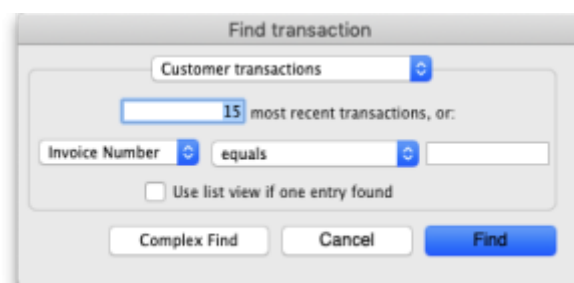 Find transaction
Customer transactions
15 most recent transactions, or:
Invoice Number equals
Use list view if one entry found
Complex Find Cancel Find